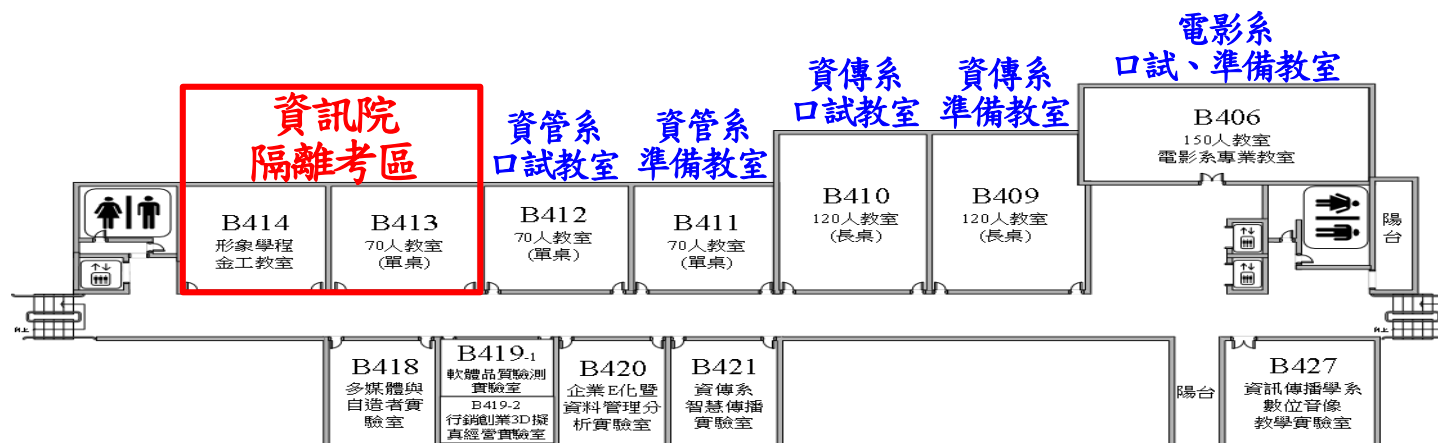 電影系
口試、準備教室
資傳系
口試教室
資傳系
準備教室
資訊院
隔離考區
資管系
口試教室
資管系
準備教室
B406
150人教室
電影系專業教室
B414
形象學程
金工教室
B413
70人教室
(單桌)
B412
70人教室
(單桌)
B411
70人教室
(單桌)
B410
120人教室
(長桌)
B409
120人教室
(長桌)
陽台
向上
向上
B418
多媒體與
自造者實
驗室
B419-1
軟體品質驗測
實驗室
B419-2
行銷創業3D擬
真經營實驗室
B420
企業E化暨
資料管理分
析實驗室
B421
資傳系
智慧傳播
實驗室
陽台
B427
資訊傳播學系
數位音像
教學實驗室